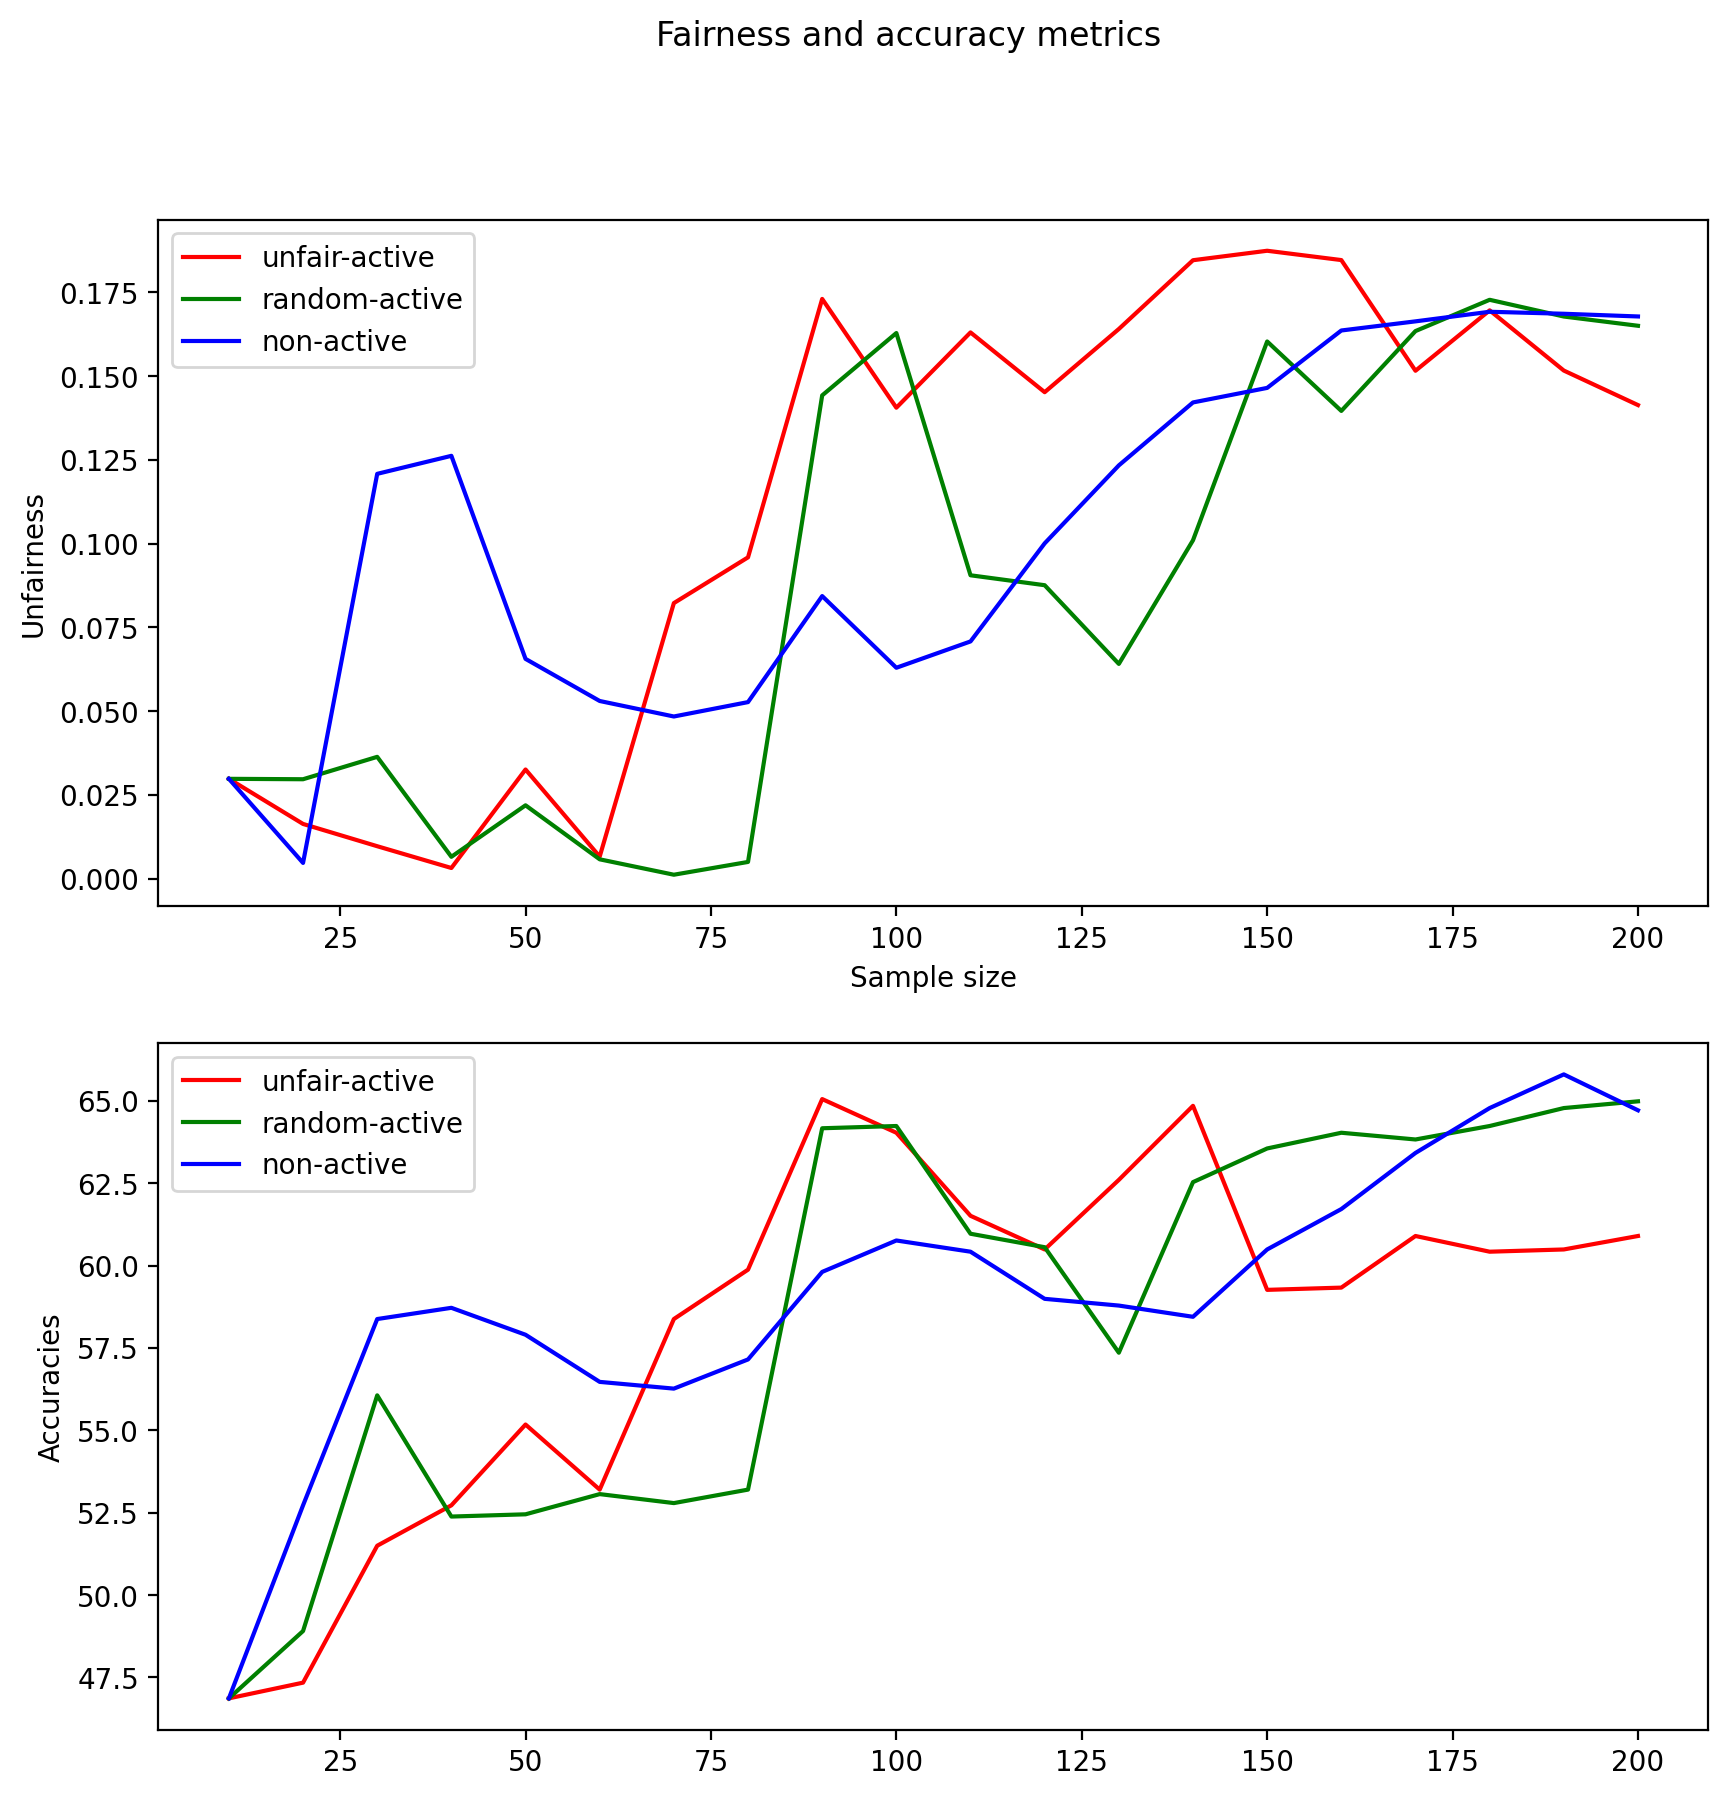 Fairness and accuracy metrics
unfair-active
random-active
non-active
Unfairness
0.175
0.150
0.125
0.100
0.075
0.050
0.025
0.000
25 50 75 100 125 150 175 200
Sample size
unfair-active
random-active
non-active
Accuracies
65.0
62.5
60.0
57.5
55.0
52.5
50.0
47.5
25 50 75 100 125 150 175 200